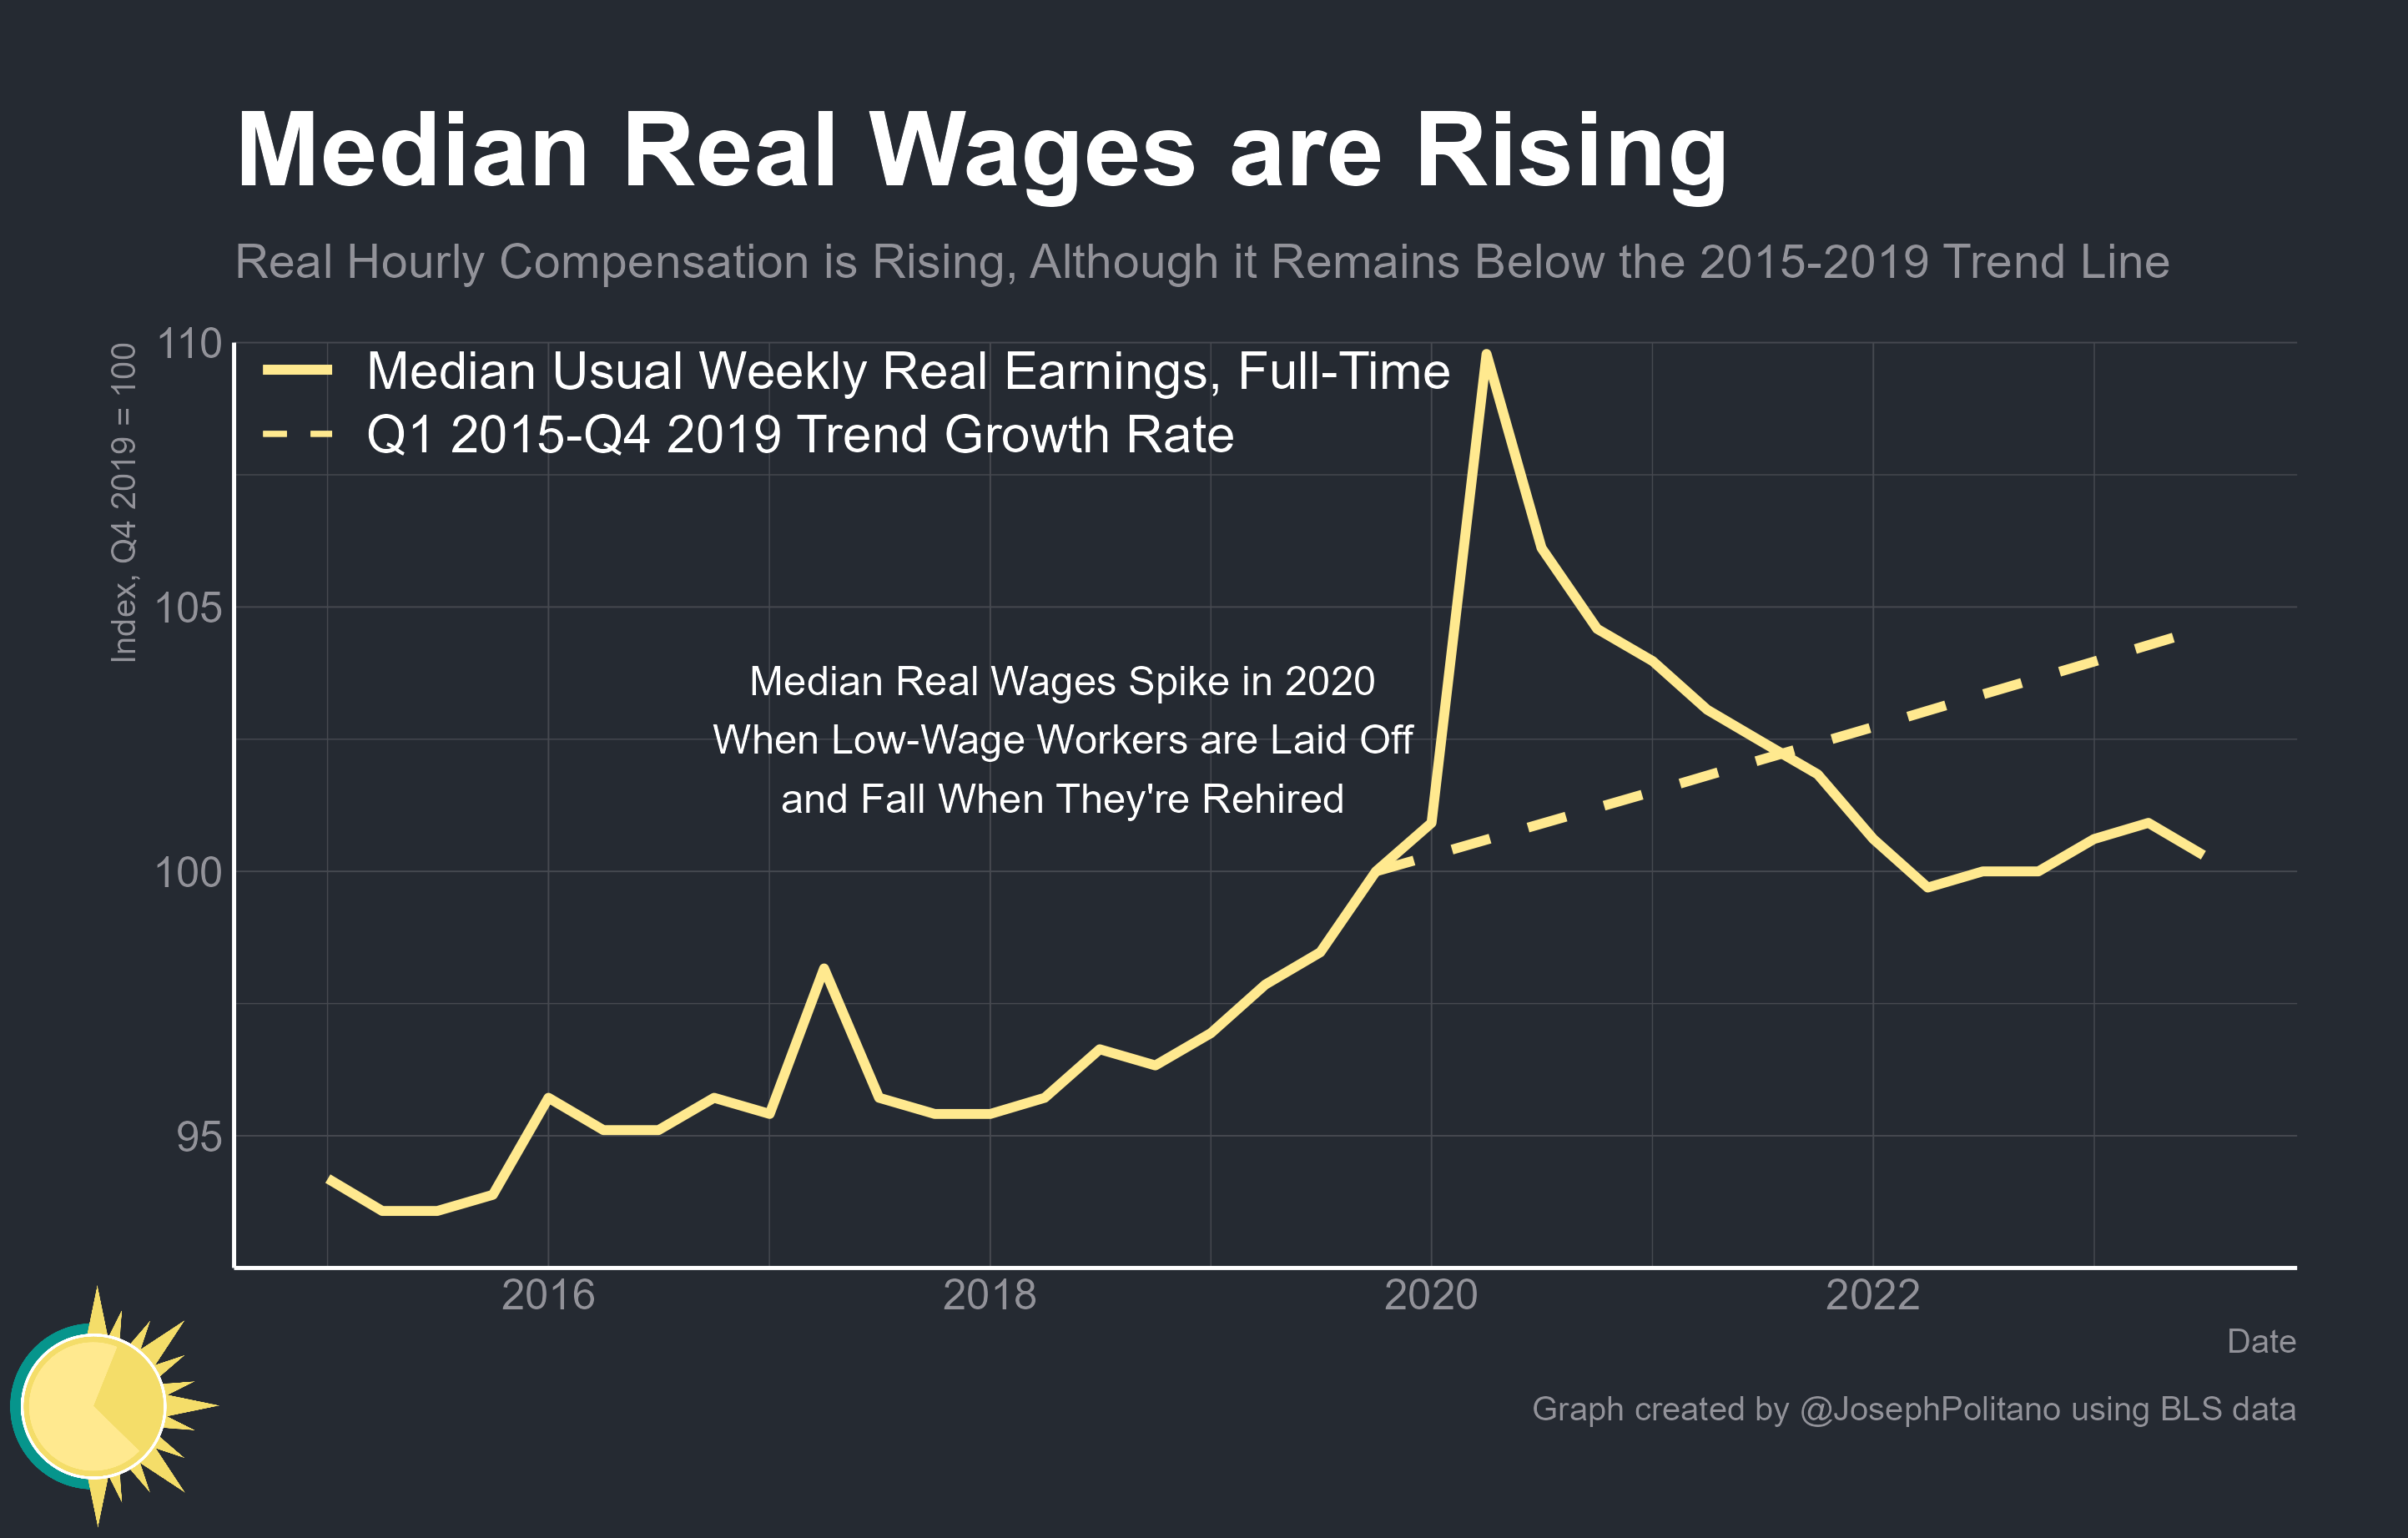 Median Real Wages are Rising
Real Hourly Compensation is Rising, Although it Remains Below the 2015-2019 Trend Line
Index, Q4 2019 = 100
110
105
100
95
Median Usual Weekly Real Earnings, Full-Time
Q1 2015-Q4 2019 Trend Growth Rate
Median Real Wages Spike in 2020
When Low-Wage Workers are Laid Off
and Fall When They're Rehired
2016 2018 2020 2022
Date
Graph created by @JosephPolitano using BLS data